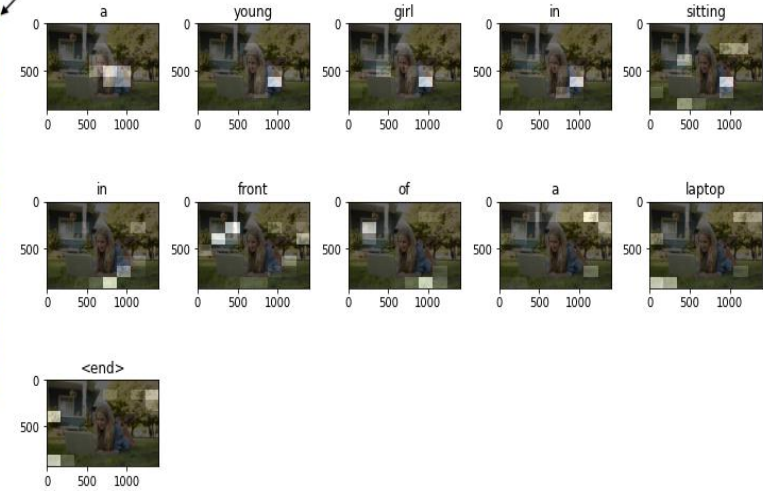 a young girl in sitting
0 0 0 0 0
500 500 500 500 500
0 500 1000 0 500 1000 0 500 1000 0 500 1000 0 500 1000
in front of a laptop
0 0 0 0 0
500 500 500 500 500
0 500 1000 0 500 1000 0 500 1000 0 500 1000 0 500 1000
<end>
0
500
0 500 1000